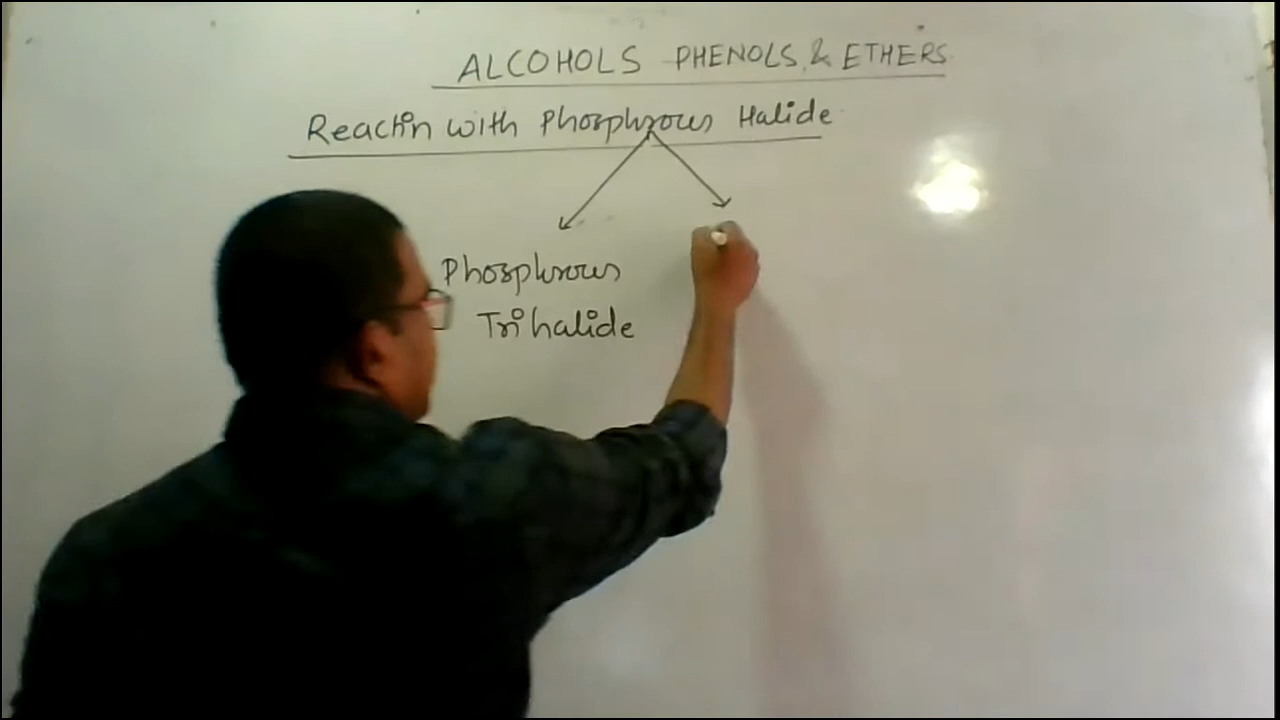 ALCOHOLS PHENOLS & ETHERS
Reactin with Phosphrous Halide
Phosphrous
Trihalide